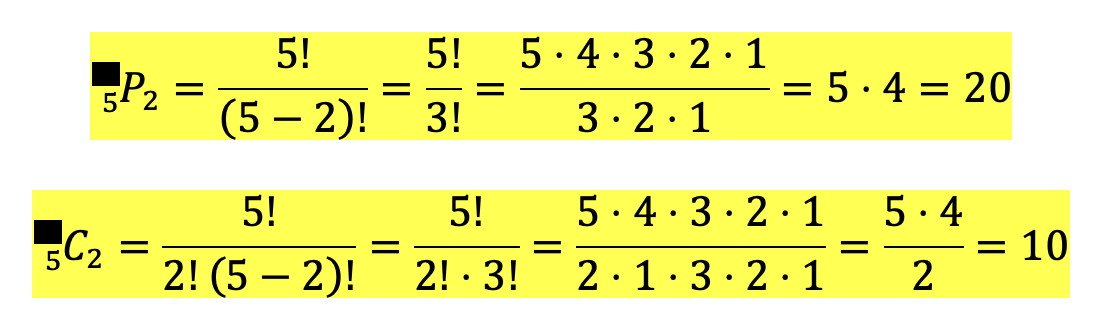 ₅P₂ = 5!/(5 − 2)! = 5!/3! = (5 · 4 · 3 · 2 · 1)/(3 · 2 · 1) = 5 · 4 = 20
₅C₂ = 5!/(2! (5 − 2)!) = 5!/(2! · 3!) = (5 · 4 · 3 · 2 · 1)/(2 · 1 · 3 · 2 · 1) = (5 · 4)/2 = 10